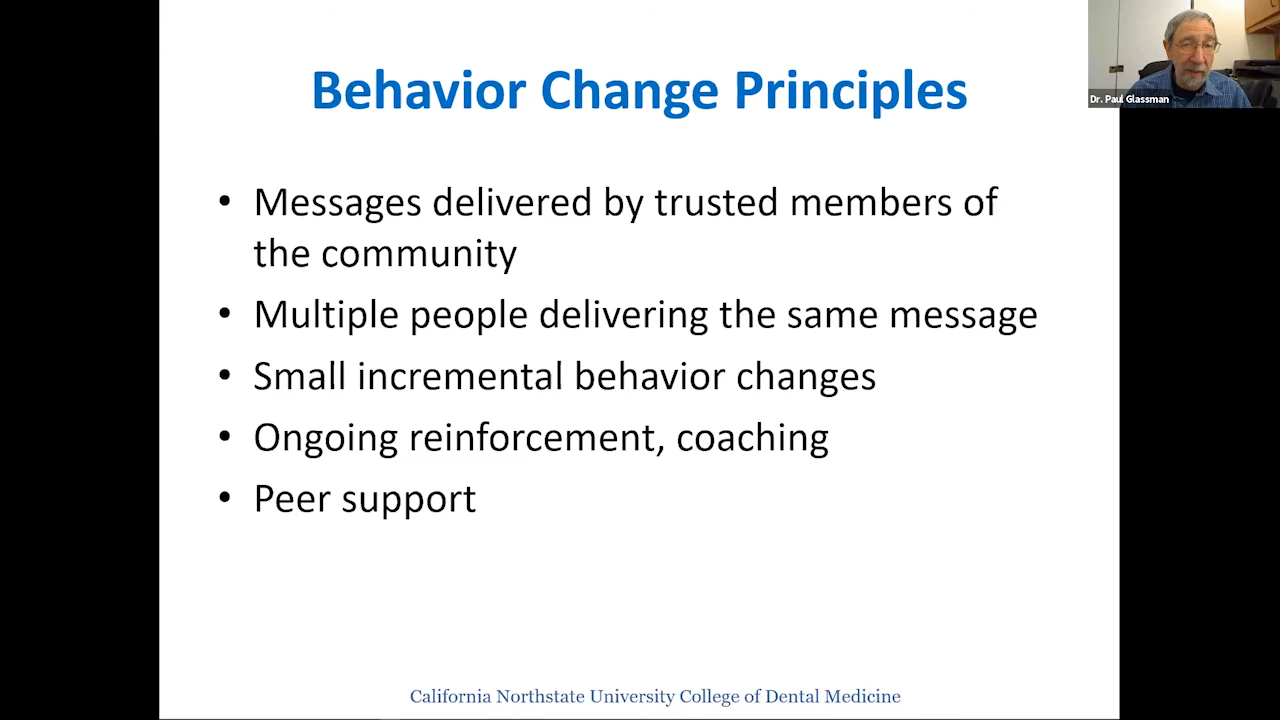 Behavior Change Principles
• Messages delivered by trusted members of
the community
• Multiple people delivering the same message
• Small incremental behavior changes
• Ongoing reinforcement, coaching
• Peer support
California Northstate University College of Dental Medicine
Dr. Paul Glassman